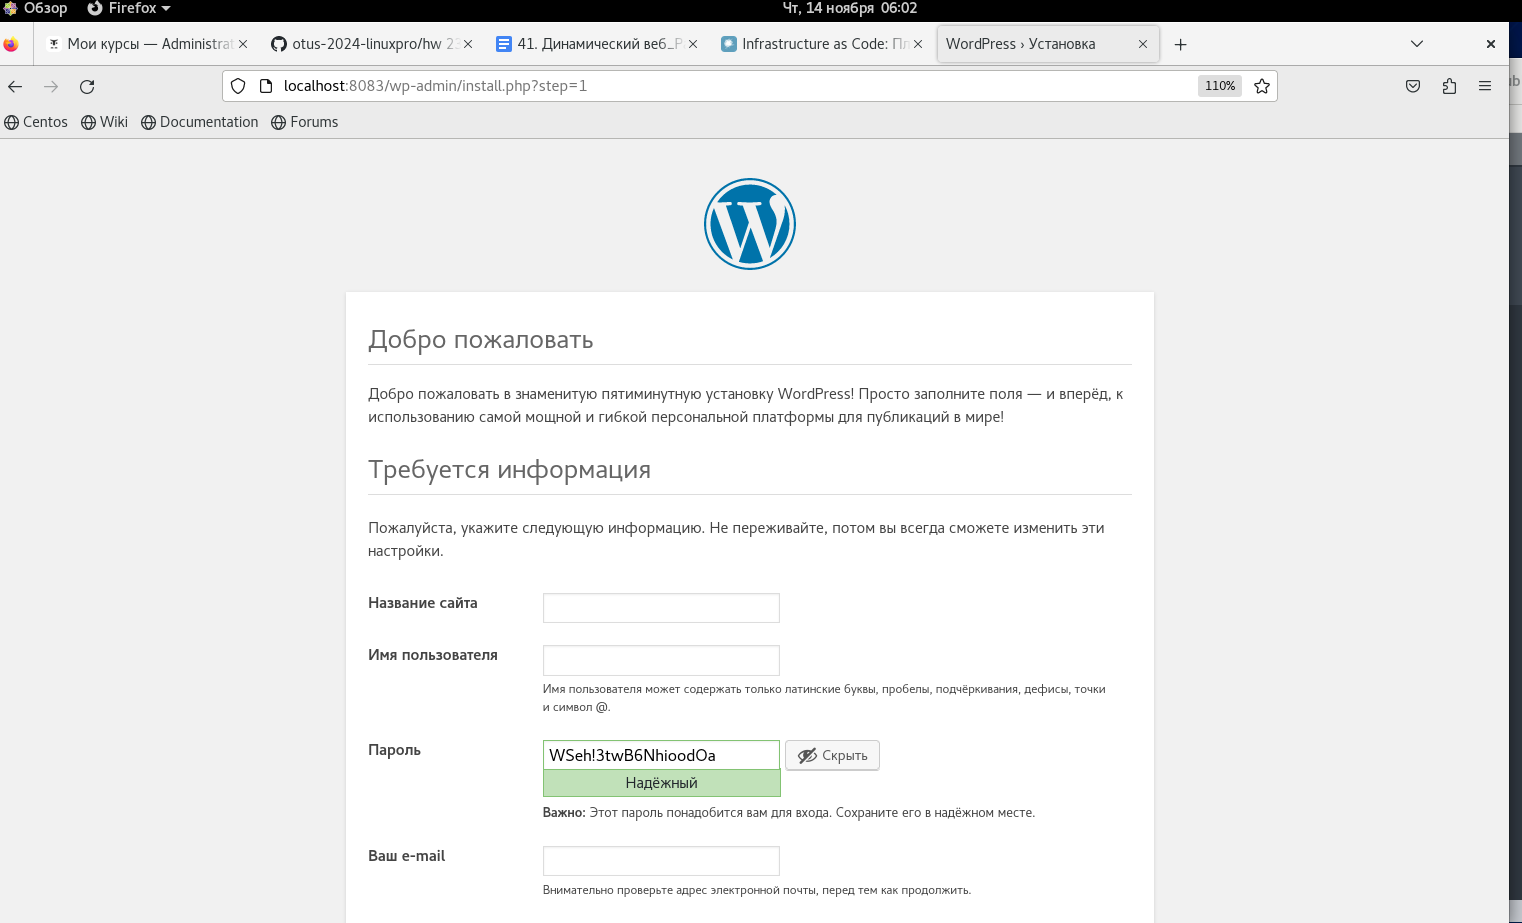 Обзор Firefox Чт, 14 ноября 06:02
Мои курсы — Administrat otus-2024-linuxpro/hw 23 41. Динамический веб_Р Infrastructure as Code: Пл WordPress › Установка
localhost:8083/wp-admin/install.php?step=1 110%
Centos Wiki Documentation Forums
Добро пожаловать
Добро пожаловать в знаменитую пятиминутную установку WordPress! Просто заполните поля — и вперёд, к
использованию самой мощной и гибкой персональной платформы для публикаций в мире!
Требуется информация
Пожалуйста, укажите следующую информацию. Не переживайте, потом вы всегда сможете изменить эти
настройки.
Название сайта
Имя пользователя
Имя пользователя может содержать только латинские буквы, пробелы, подчёркивания, дефисы, точки
и символ @.
Пароль WSeh!3twB6NhioodOa Скрыть
Надёжный
Важно: Этот пароль понадобится вам для входа. Сохраните его в надёжном месте.
Ваш e-mail
Внимательно проверьте адрес электронной почты, перед тем как продолжить.